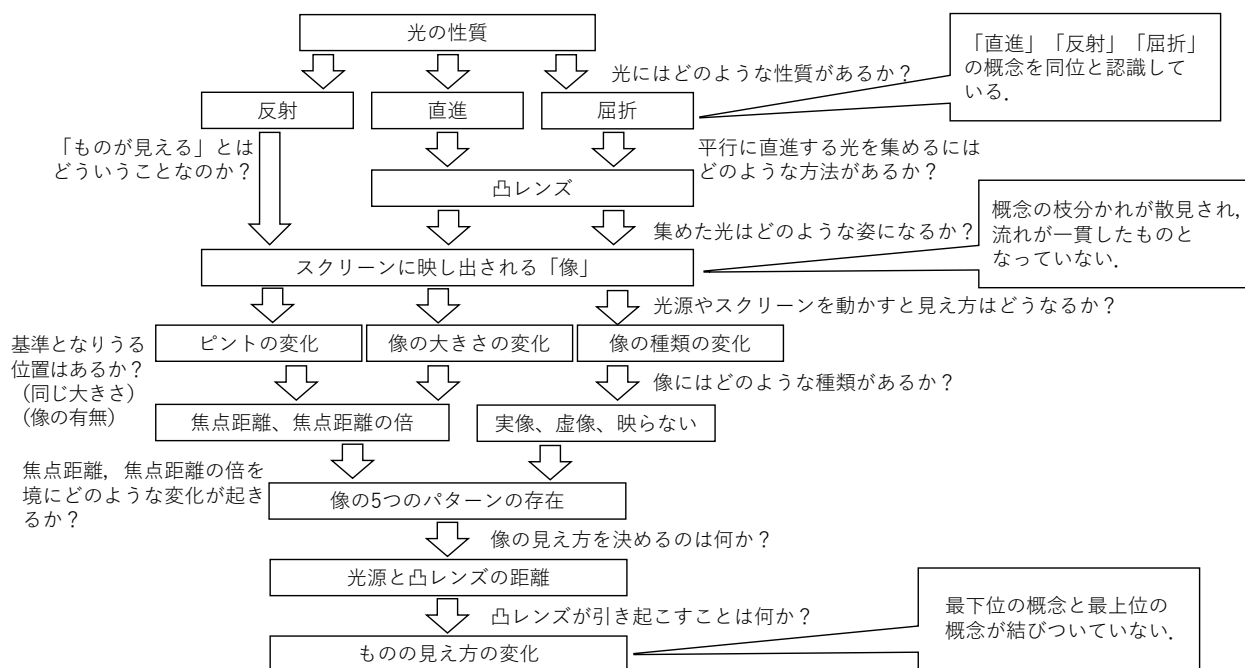 光の性質
光にはどのような性質があるか？
「直進」「反射」「屈折」
の概念を同位と認識して
いる．
反射
直進
屈折
「ものが見える」とは
どういうことなのか？
平行に直進する光を集めるには
どのような方法があるか？
凸レンズ
集めた光はどのような姿になるか？
概念の枝分かれが散見され，
流れが一貫したものと
なっていない．
スクリーンに映し出される「像」
光源やスクリーンを動かすと見え方はどうなるか？
基準となりうる
位置はあるか？
（同じ大きさ）
（像の有無）
ピントの変化
像の大きさの変化
像の種類の変化
像にはどのような種類があるか？
焦点距離、焦点距離の倍
実像、虚像、映らない
焦点距離，焦点距離の倍を
境にどのような変化が起き
るか？
像の5つのパターンの存在
像の見え方を決めるのは何か？
光源と凸レンズの距離
凸レンズが引き起こすことは何か？
最下位の概念と最上位の
概念が結びついていない．
ものの見え方の変化